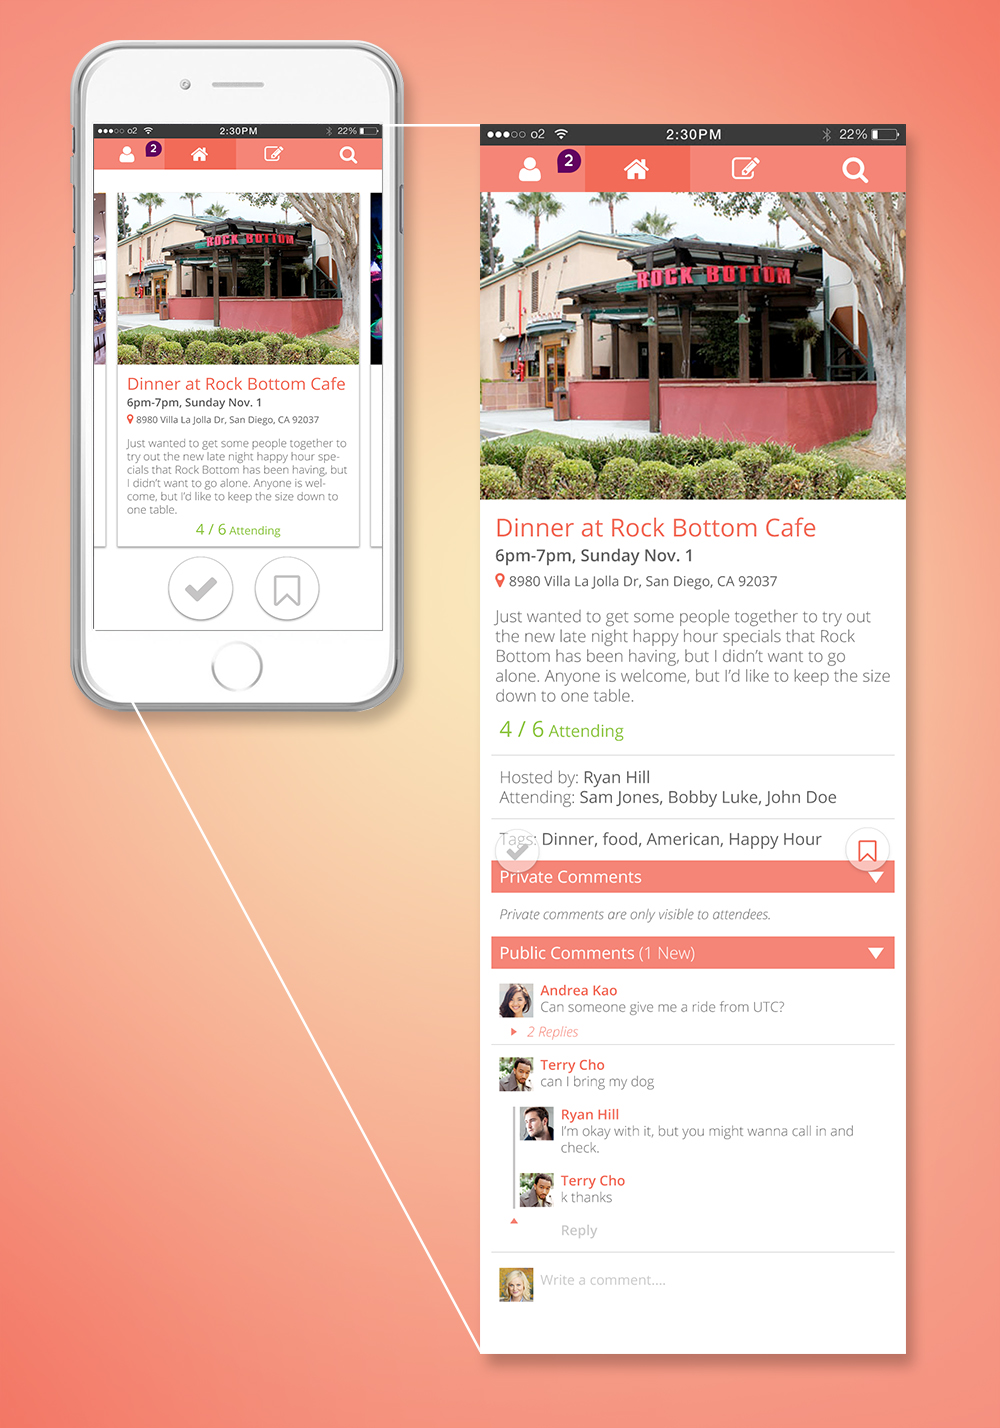 o2
2:30PM
22%
2
ROCK BOTTOM
Dinner at Rock Bottom Cafe
6pm-7pm, Sunday Nov. 1
8980 Villa La Jolla Dr, San Diego, CA 92037
Just wanted to get some people together to
try out the new late night happy hour spe-
cials that Rock Bottom has been having, but
I didn't want to go alone. Anyone is wel-
come, but I'd like to keep the size down to
one table.
4 / 6 Attending
o2
2:30PM
22%
2
ROCK BOTTOM
Dinner at Rock Bottom Cafe
6pm-7pm, Sunday Nov. 1
8980 Villa La Jolla Dr, San Diego, CA 92037
Just wanted to get some people together to try out
the new late night happy hour specials that Rock
Bottom has been having, but I didn't want to go
alone. Anyone is welcome, but I'd like to keep the size
down to one table.
4 / 6 Attending
Hosted by: Ryan Hill
Attending: Sam Jones, Bobby Luke, John Doe
Tags: Dinner, food, American, Happy Hour
Private Comments
Private comments are only visible to attendees.
Public Comments (1 New)
Andrea Kao
Can someone give me a ride from UTC?
2 Replies
Terry Cho
can I bring my dog
Ryan Hill
I'm okay with it, but you might wanna call in and
check.
Terry Cho
k thanks
Reply
Write a comment....